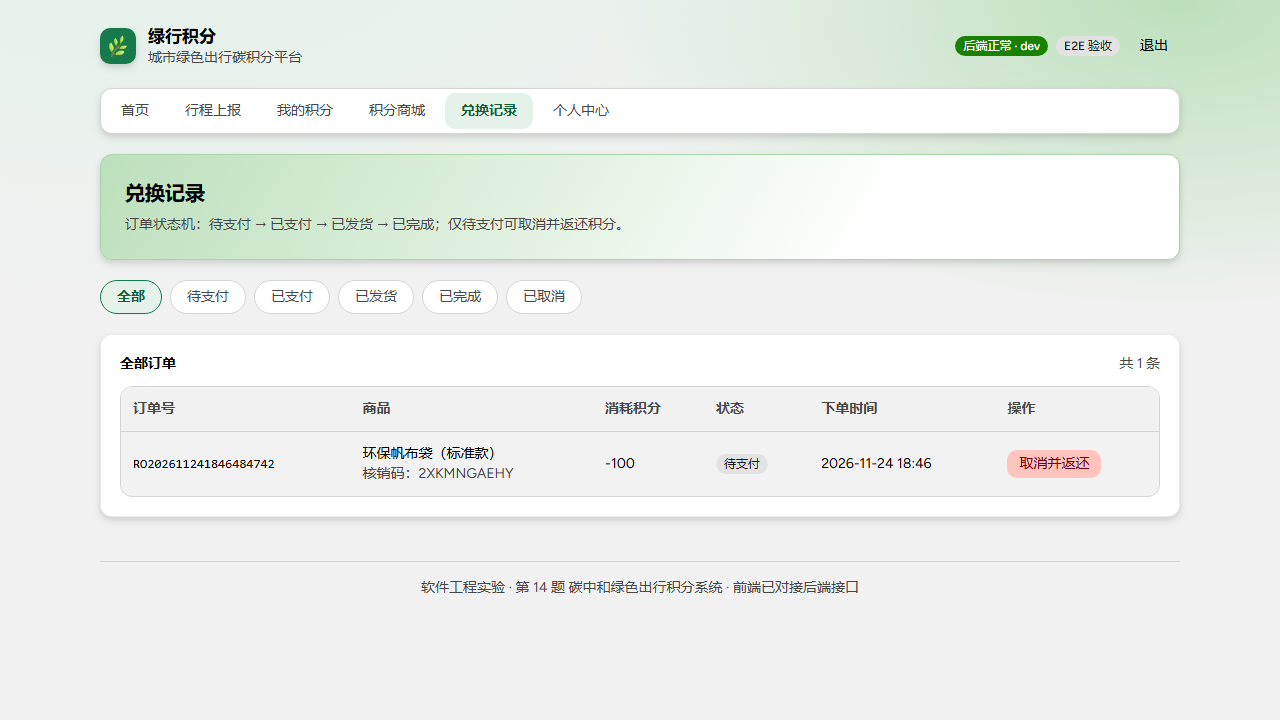 绿行积分
城市绿色出行碳积分平台
后端正常 · dev
E2E 验收
退出
首页
行程上报
我的积分
积分商城
兑换记录
个人中心
兑换记录
订单状态机：待支付 → 已支付 → 已发货 → 已完成；仅待支付可取消并返还积分。
全部
待支付
已支付
已发货
已完成
已取消
全部订单
共 1 条
订单号
商品
消耗积分
状态
下单时间
操作
RO202611241846484742
环保帆布袋（标准款）
核销码：2XKMNGAEHY
-100
待支付
2026-11-24 18:46
取消并返还
软件工程实验 · 第 14 题 碳中和绿色出行积分系统 · 前端已对接后端接口